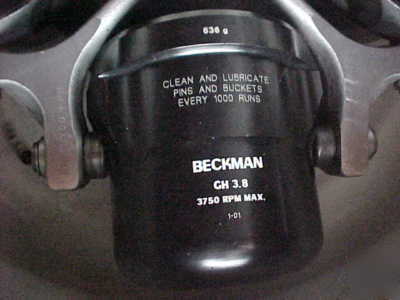 636 g
CLEAN AND LUBRICATE
PINS AND BUCKETS
EVERY 1000 RUNS
BECKMAN
GH 3.8
3750 RPM MAX.
1-01